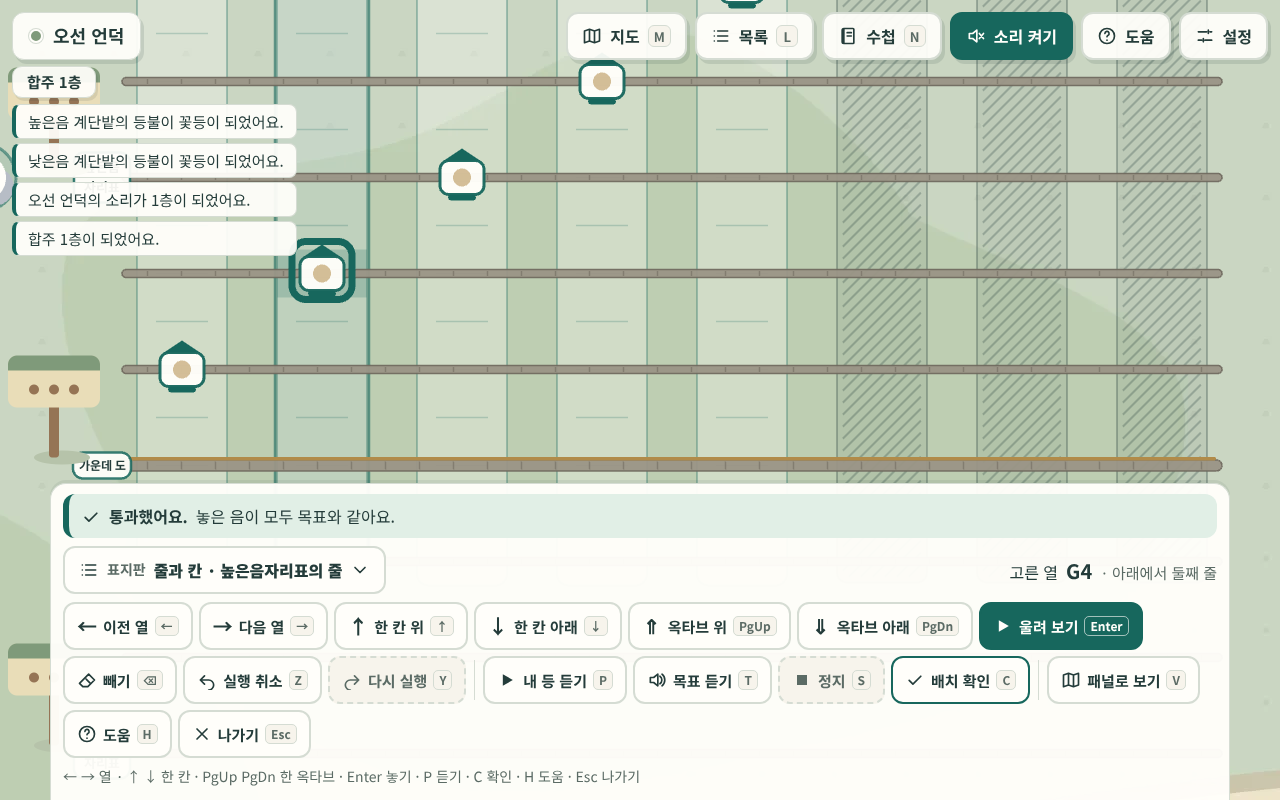 오선 언덕
지도 M
목록 L
수첩 N
소리 켜기
도움
설정
합주 1층
높은음 계단밭의 등불이 꽃등이 되었어요.
낮은음 계단밭의 등불이 꽃등이 되었어요.
오선 언덕의 소리가 1층이 되었어요.
합주 1층이 되었어요.
가운데 도
통과했어요. 놓은 음이 모두 목표와 같아요.
표지판 줄과 칸 · 높은음자리표의 줄
고른 열 G4 · 아래에서 둘째 줄
← 이전 열 ←
→ 다음 열 →
↑ 한 칸 위 ↑
↓ 한 칸 아래 ↓
⇑ 옥타브 위 PgUp
⇓ 옥타브 아래 PgDn
울려 보기 Enter
빼기 ⌫
실행 취소 Z
다시 실행 Y
내 등 듣기 P
목표 듣기 T
정지 S
배치 확인 C
패널로 보기 V
도움 H
나가기 Esc
← → 열 · ↑ ↓ 한 칸 · PgUp PgDn 한 옥타브 · Enter 놓기 · P 듣기 · C 확인 · H 도움 · Esc 나가기